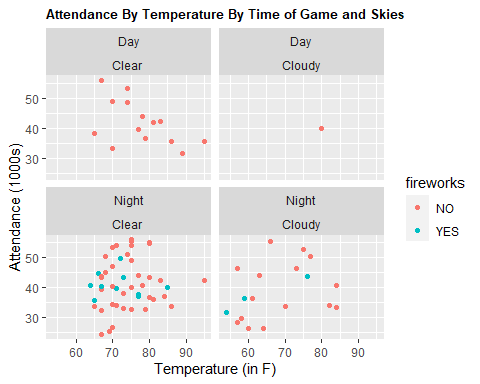 Attendance By Temperature By Time of Game and Skies
Day
Clear
Day
Cloudy
50
40
30
Night
Clear
Night
Cloudy
50
40
30
60 70 80 90 60 70 80 90
Temperature (in F)
Attendance (1000s)
fireworks
NO
YES